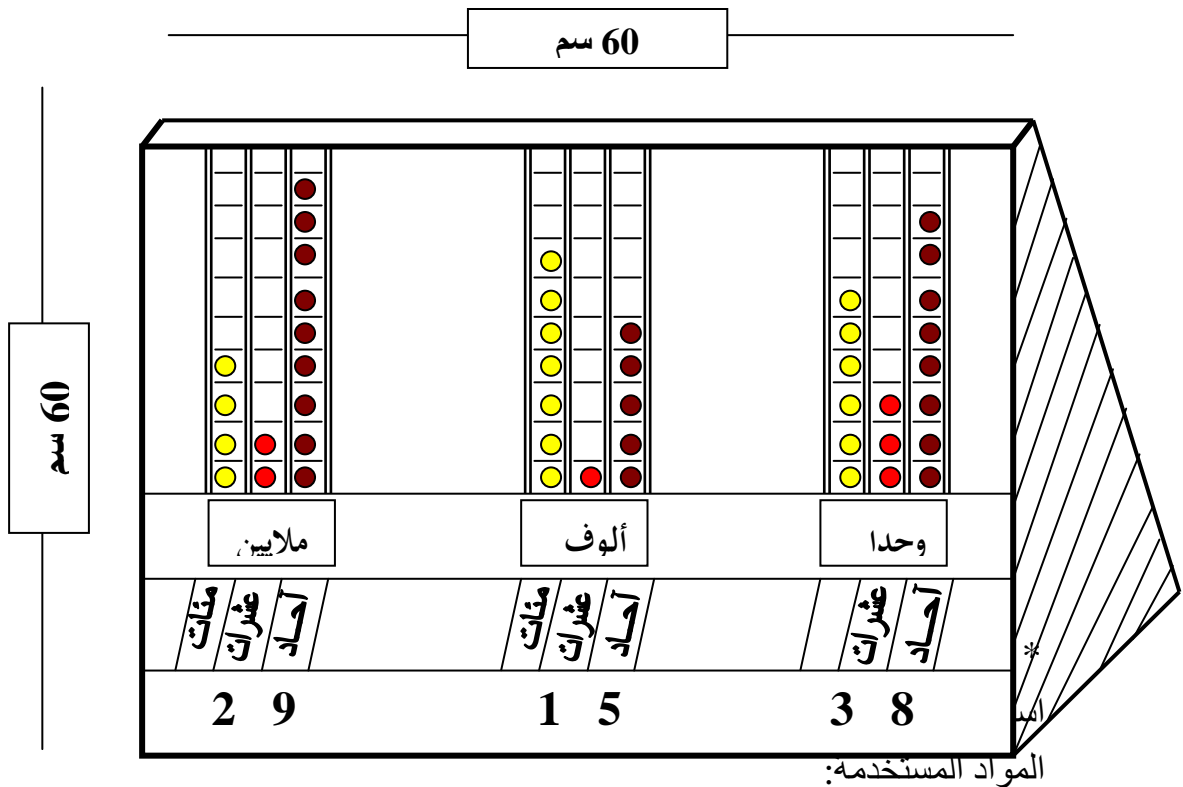 60 سم
60 سم
وحدا ألوف ملايين
آحاد عشرات آحاد عشرات مئات آحاد عشرات مئات
2 9 1 5 3 8
*
المواد المستخدمة: